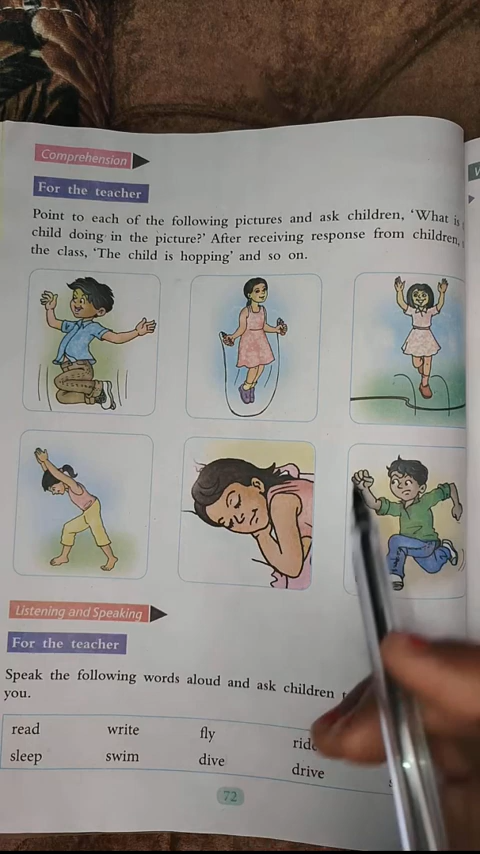 Comprehension
For the teacher
Point to each of the following pictures and ask children, ‘What is
child doing in the picture?’ After receiving response from children,
the class, ‘The child is hopping’ and so on.
Listening and Speaking
For the teacher
Speak the following words aloud and ask children
you.
read write fly ride
sleep swim dive drive
72